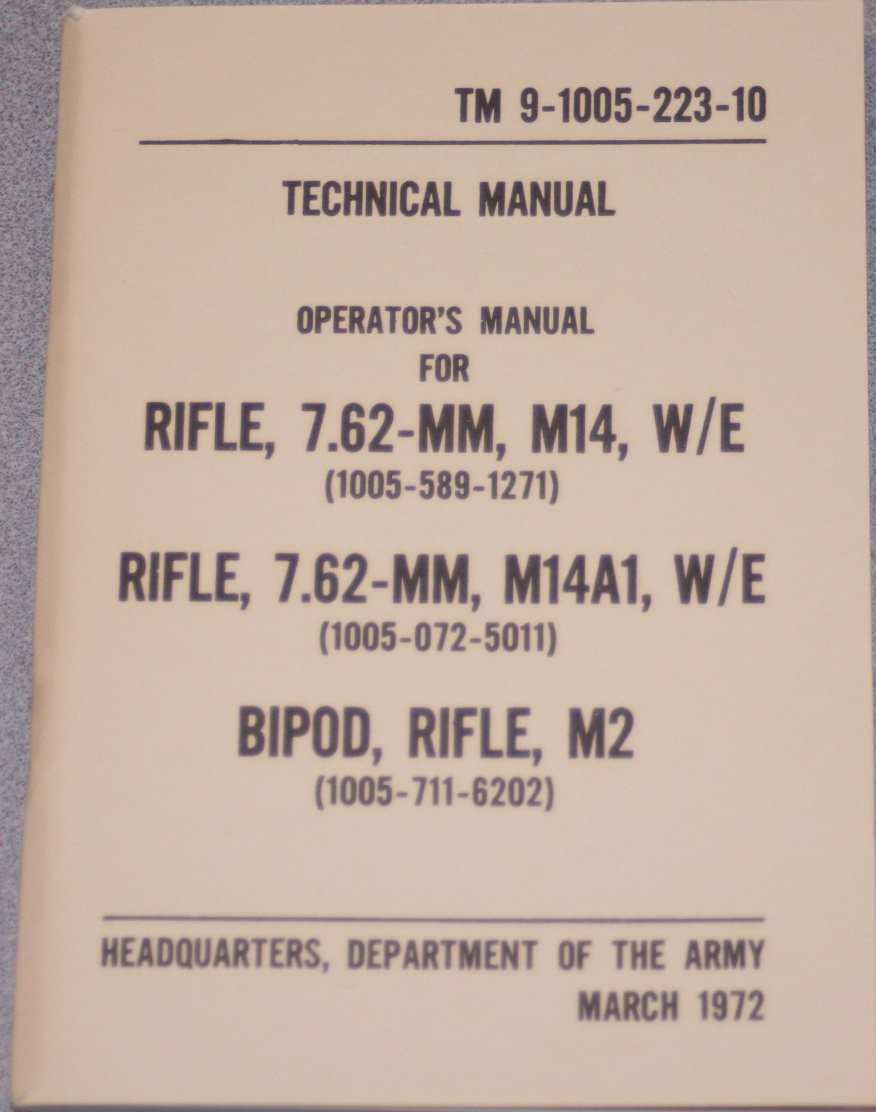 TM 9-1005-223-10
TECHNICAL MANUAL
OPERATOR'S MANUAL
FOR
RIFLE, 7.62-MM, M14, W/E
(1005-589-1271)
RIFLE, 7.62-MM, M14A1, W/E
(1005-072-5011)
BIPOD, RIFLE, M2
(1005-711-6202)
HEADQUARTERS, DEPARTMENT OF THE ARMY
MARCH 1972